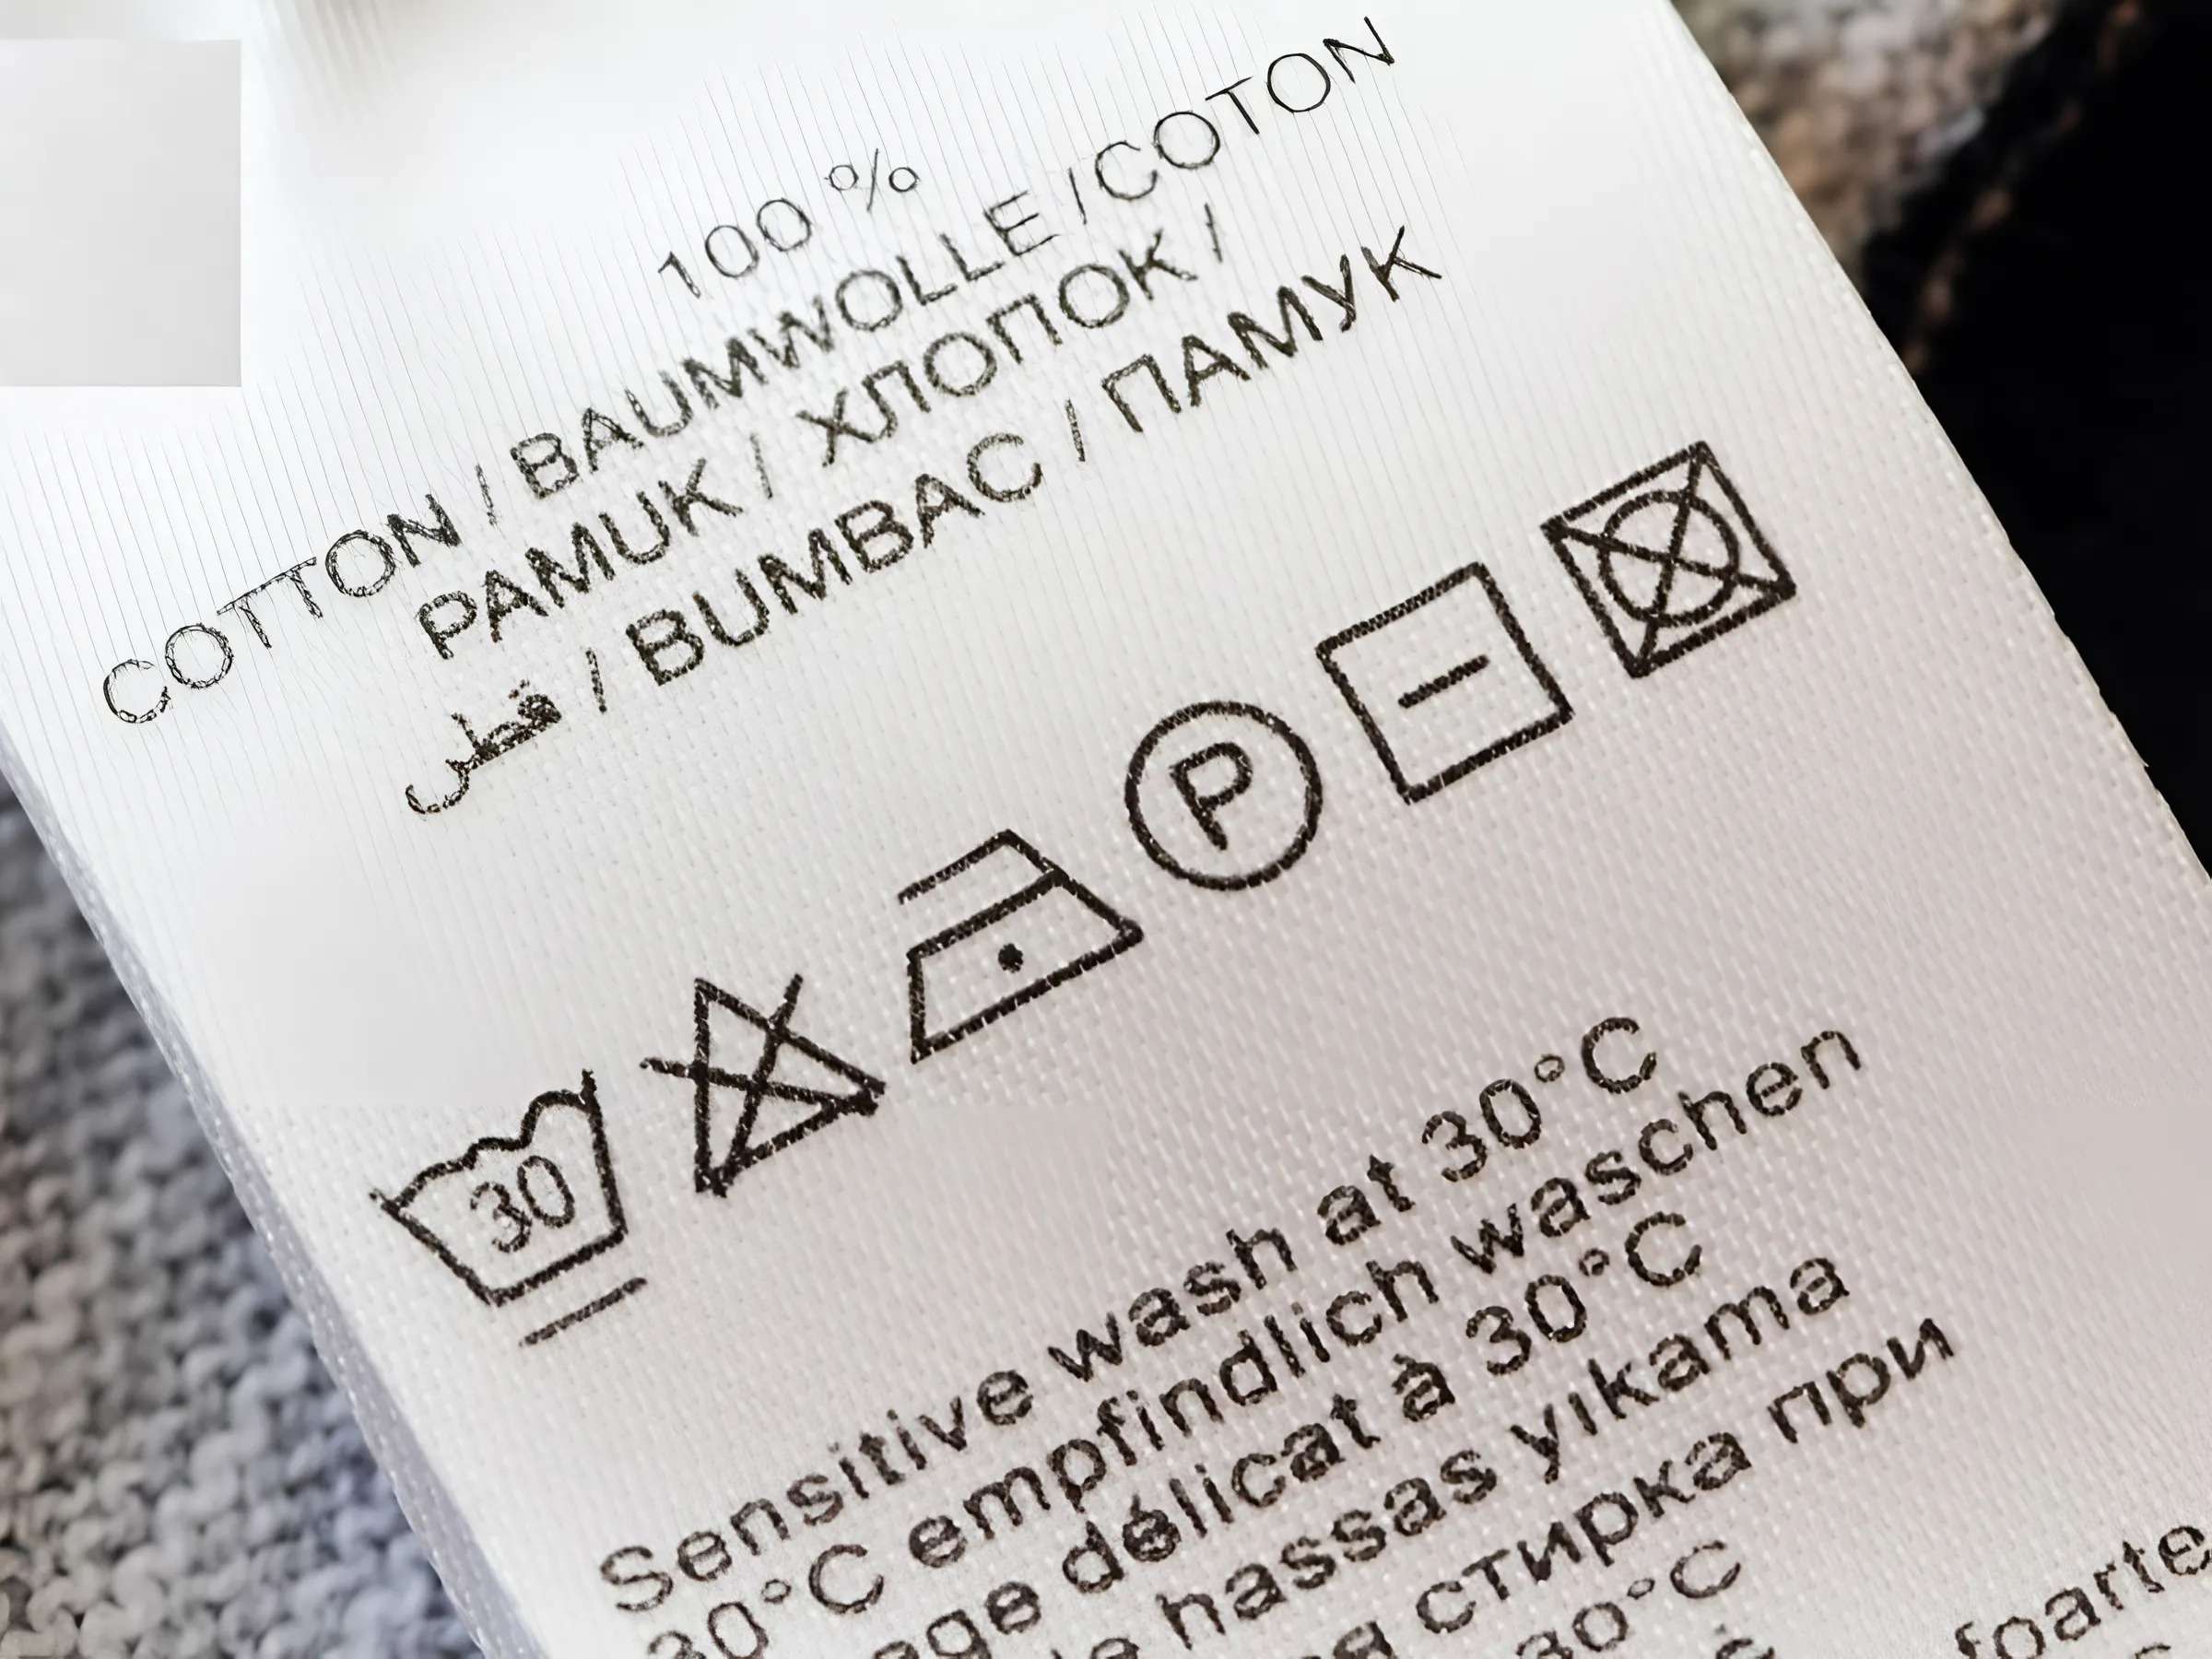 100 %
COTTON / BAUMWOLLE / COTON
PAMUK / ХЛОПОК /
قطن / BUMBAC / ПАМУК
P
30
Sensitive wash at 30°C
30°C empfindlich waschen
délicat à 30°C
hassas yıkama
стирка при
30°C
foarte